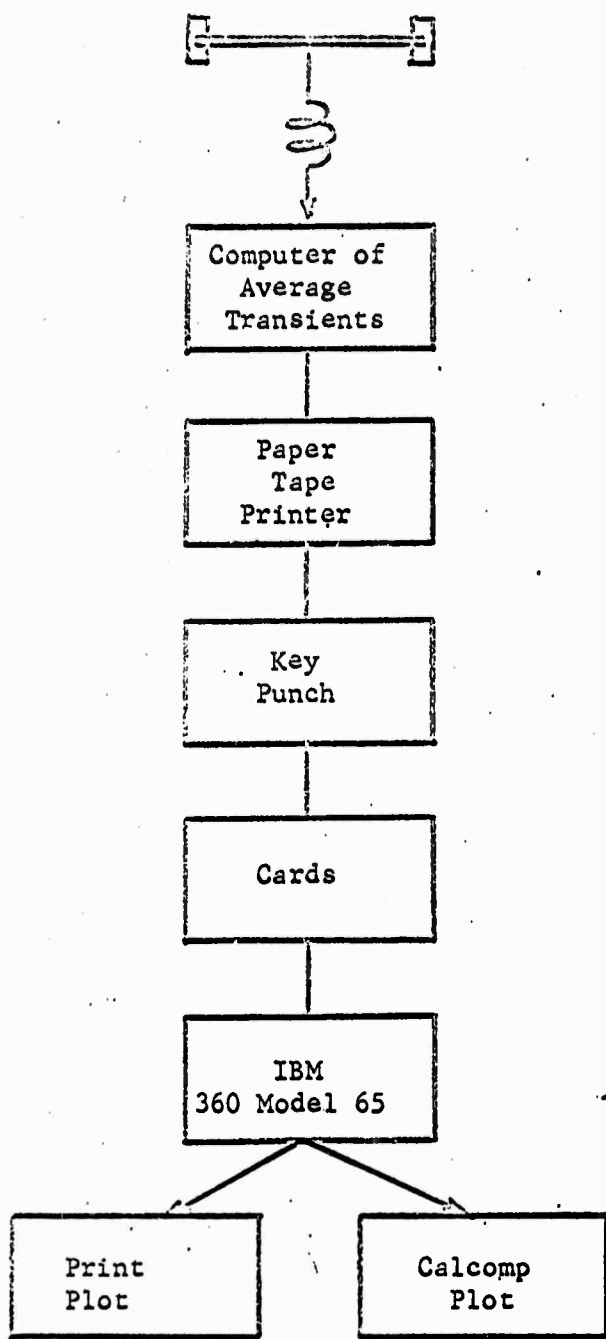 Computer of
Average
Transients
Paper
Tape
Printer
Key
Punch
Cards
IBM
360 Model 65
Print
Plot
Calcomp
Plot